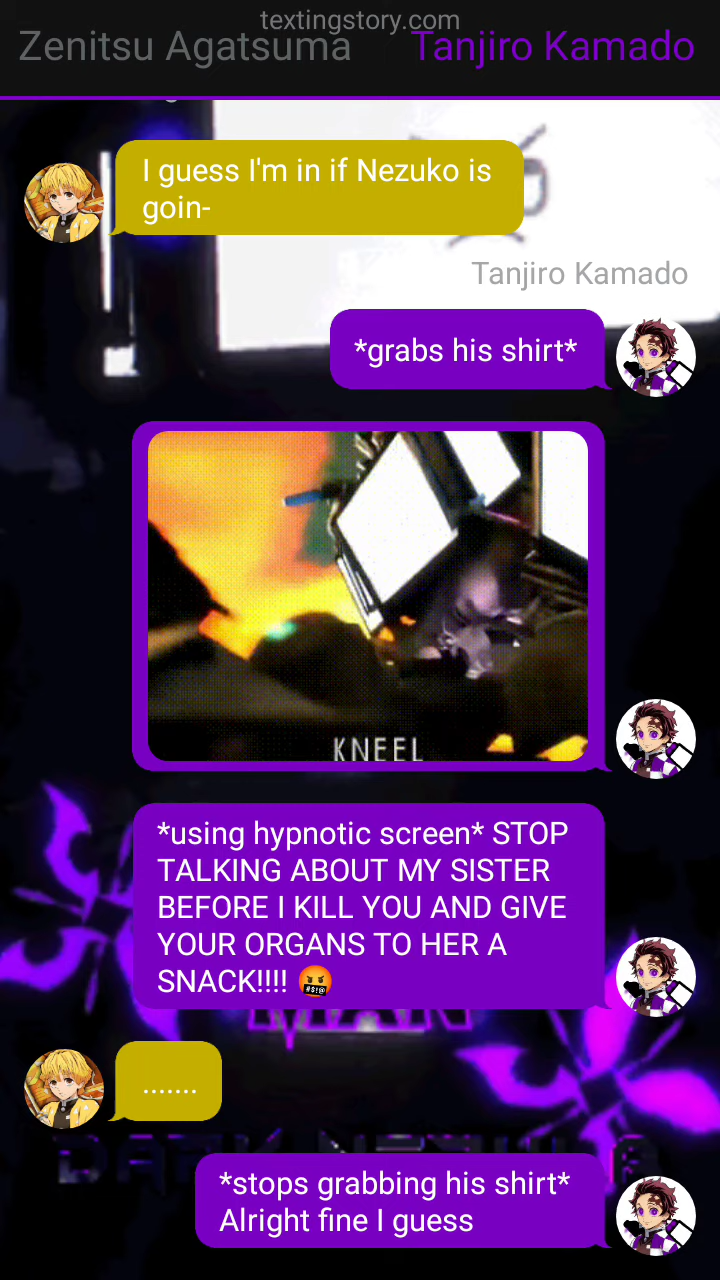 textingstory.com
Zenitsu Agatsuma
Tanjiro Kamado
I guess I'm in if Nezuko is
goin-
Tanjiro Kamado
*grabs his shirt*
KNEEL
*using hypnotic screen* STOP
TALKING ABOUT MY SISTER
BEFORE I KILL YOU AND GIVE
YOUR ORGANS TO HER A
SNACK!!!! 🤬
MAN
.......
*stops grabbing his shirt*
Alright fine I guess